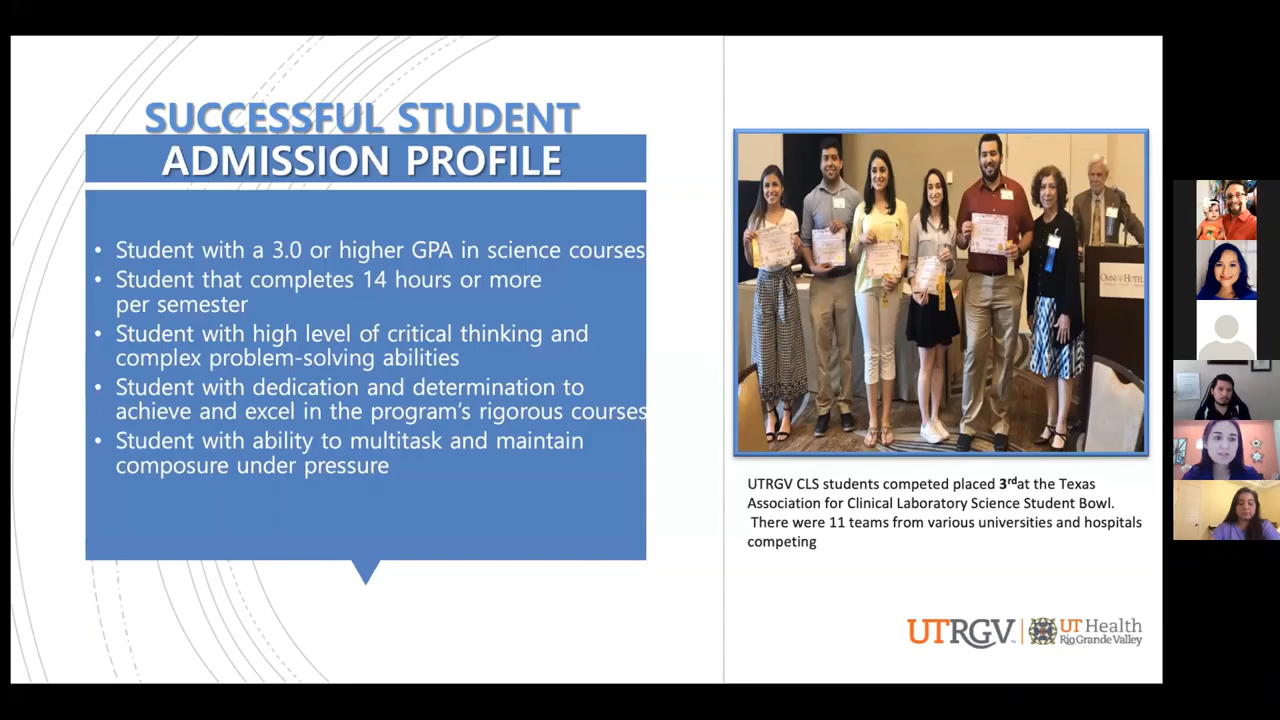 SUCCESSFUL STUDENT
ADMISSION PROFILE
• Student with a 3.0 or higher GPA in science courses
• Student that completes 14 hours or more
per semester
• Student with high level of critical thinking and
complex problem-solving abilities
• Student with dedication and determination to
achieve and excel in the program's rigorous courses
• Student with ability to multitask and maintain
composure under pressure
OMNI HOTEL
UTRGV CLS students competed placed 3rd at the Texas
Association for Clinical Laboratory Science Student Bowl.
There were 11 teams from various universities and hospitals
competing
UTRGV | UT Health
Rio Grande Valley